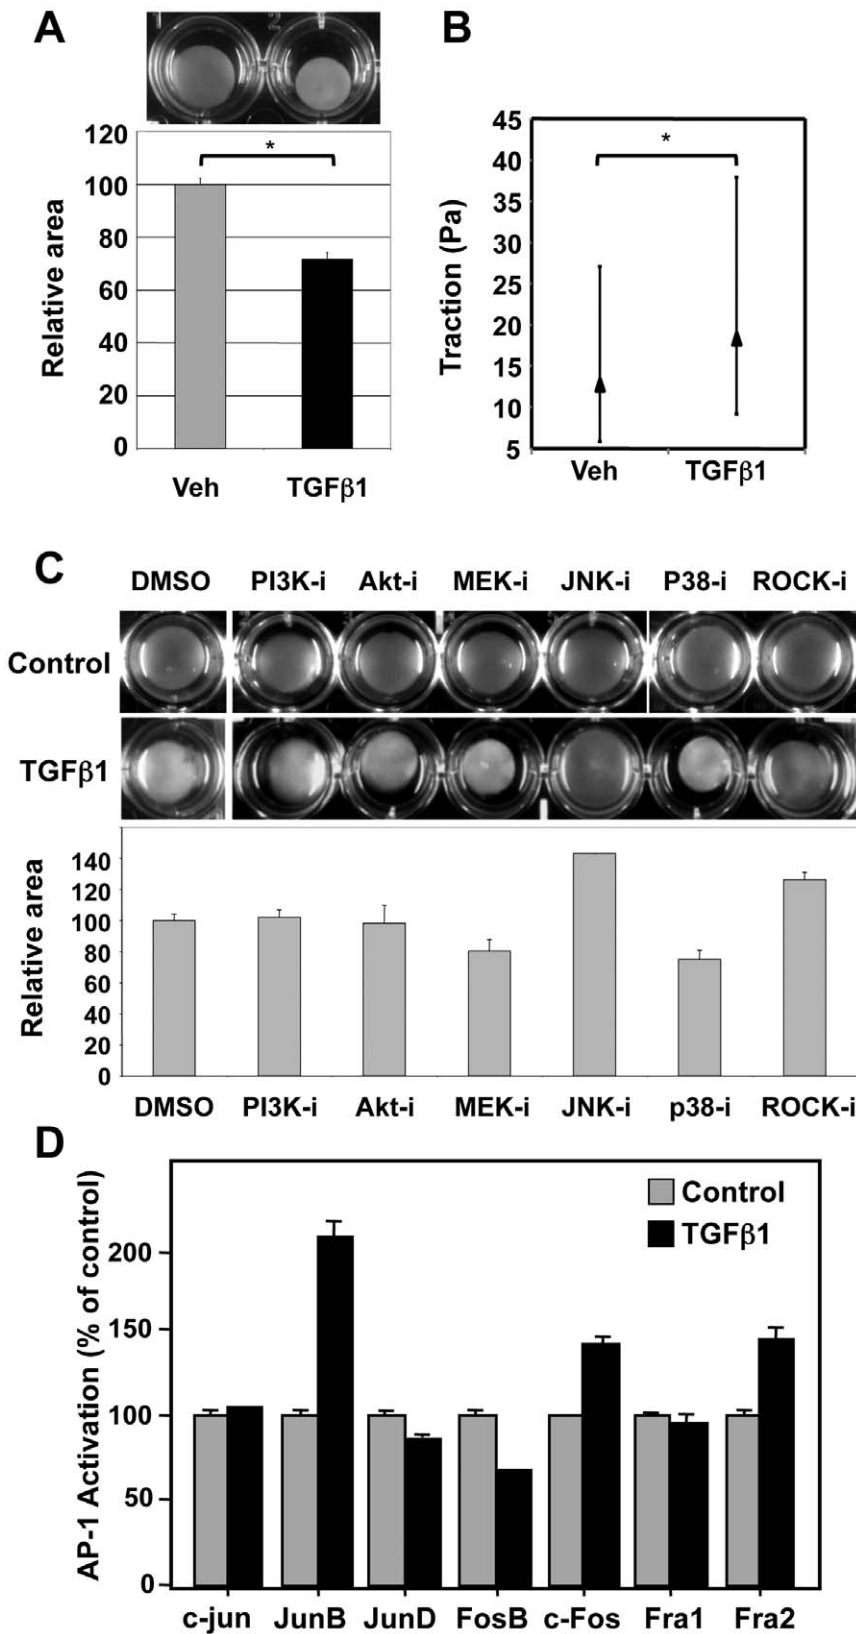 A
B
1 2
120
100
80
60
40
20
0
Relative area
*
Veh TGFβ1
45
40
35
30
25
20
15
10
5
Traction (Pa)
*
Veh TGFβ1
C
DMSO PI3K-i Akt-i MEK-i JNK-i P38-i ROCK-i
Control
TGFβ1
140
120
100
80
60
40
20
0
Relative area
DMSO PI3K-i Akt-i MEK-i JNK-i p38-i ROCK-i
D
Control
TGFβ1
200
150
100
50
0
AP-1 Activation (% of control)
c-jun JunB JunD FosB c-Fos Fra1 Fra2